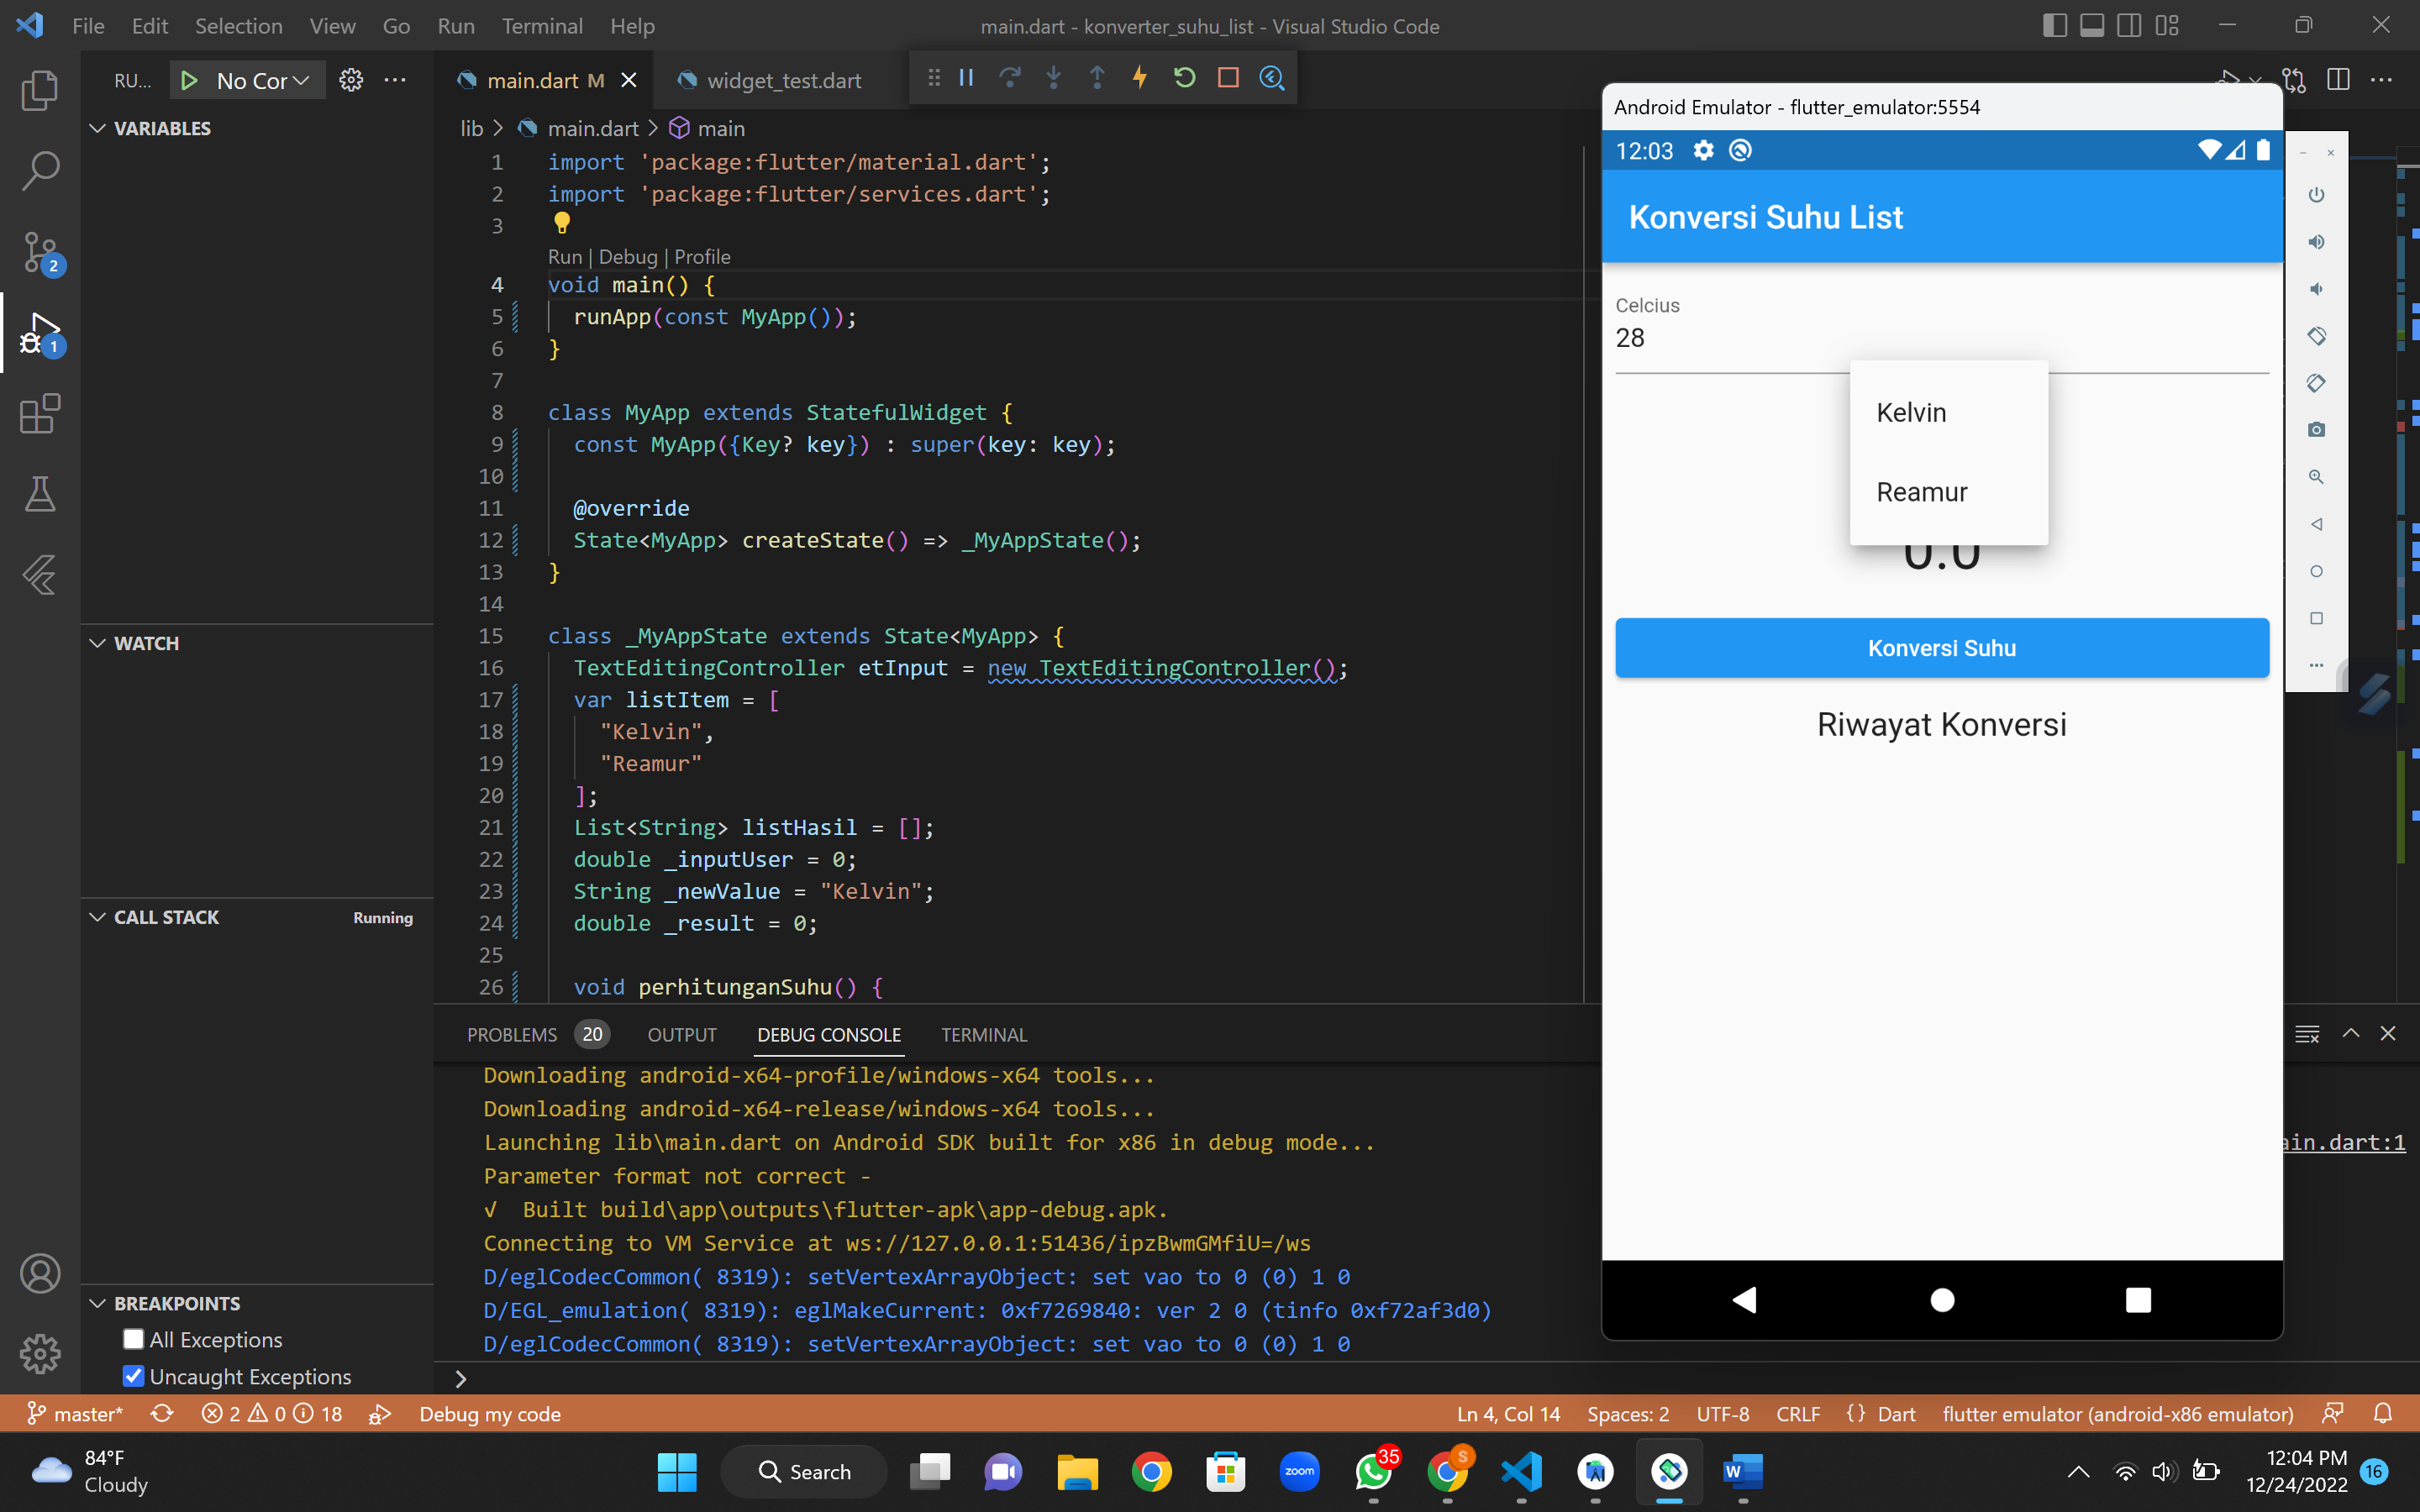 File Edit Selection View Go Run Terminal Help
main.dart - konverter_suhu_list - Visual Studio Code
RU... No Cor
main.dart M
widget_test.dart
VARIABLES
WATCH
CALL STACK Running
BREAKPOINTS
All Exceptions
Uncaught Exceptions
2
1
lib > main.dart > main
1 import 'package:flutter/material.dart';
2 import 'package:flutter/services.dart';
3
Run | Debug | Profile
4 void main() {
5 runApp(const MyApp());
6 }
7
8 class MyApp extends StatefulWidget {
9 const MyApp({Key? key}) : super(key: key);
10
11 @override
12 State<MyApp> createState() => _MyAppState();
13 }
14
15 class _MyAppState extends State<MyApp> {
16 TextEditingController etInput = new TextEditingController();
17 var listItem = [
18 "Kelvin",
19 "Reamur"
20 ];
21 List<String> listHasil = [];
22 double _inputUser = 0;
23 String _newValue = "Kelvin";
24 double _result = 0;
25
26 void perhitunganSuhu() {
PROBLEMS 20 OUTPUT DEBUG CONSOLE TERMINAL
Downloading android-x64-profile/windows-x64 tools...
Downloading android-x64-release/windows-x64 tools...
Launching lib\main.dart on Android SDK built for x86 in debug mode...
ain.dart:1
Parameter format not correct -
√ Built build\app\outputs\flutter-apk\app-debug.apk.
Connecting to VM Service at ws://127.0.0.1:51436/ipzBwmGMfiU=/ws
D/eglCodecCommon( 8319): setVertexArrayObject: set vao to 0 (0) 1 0
D/EGL_emulation( 8319): eglMakeCurrent: 0xf7269840: ver 2 0 (tinfo 0xf72af3d0)
D/eglCodecCommon( 8319): setVertexArrayObject: set vao to 0 (0) 1 0
Android Emulator - flutter_emulator:5554
12:03
Konversi Suhu List
Celcius
28
Kelvin
Reamur
0.0
Konversi Suhu
Riwayat Konversi
master* 2 0 18 Debug my code
Ln 4, Col 14 Spaces: 2 UTF-8 CRLF {} Dart flutter emulator (android-x86 emulator)
84°F
Cloudy
Search
zoom
35
S
W
12:04 PM
12/24/2022
16